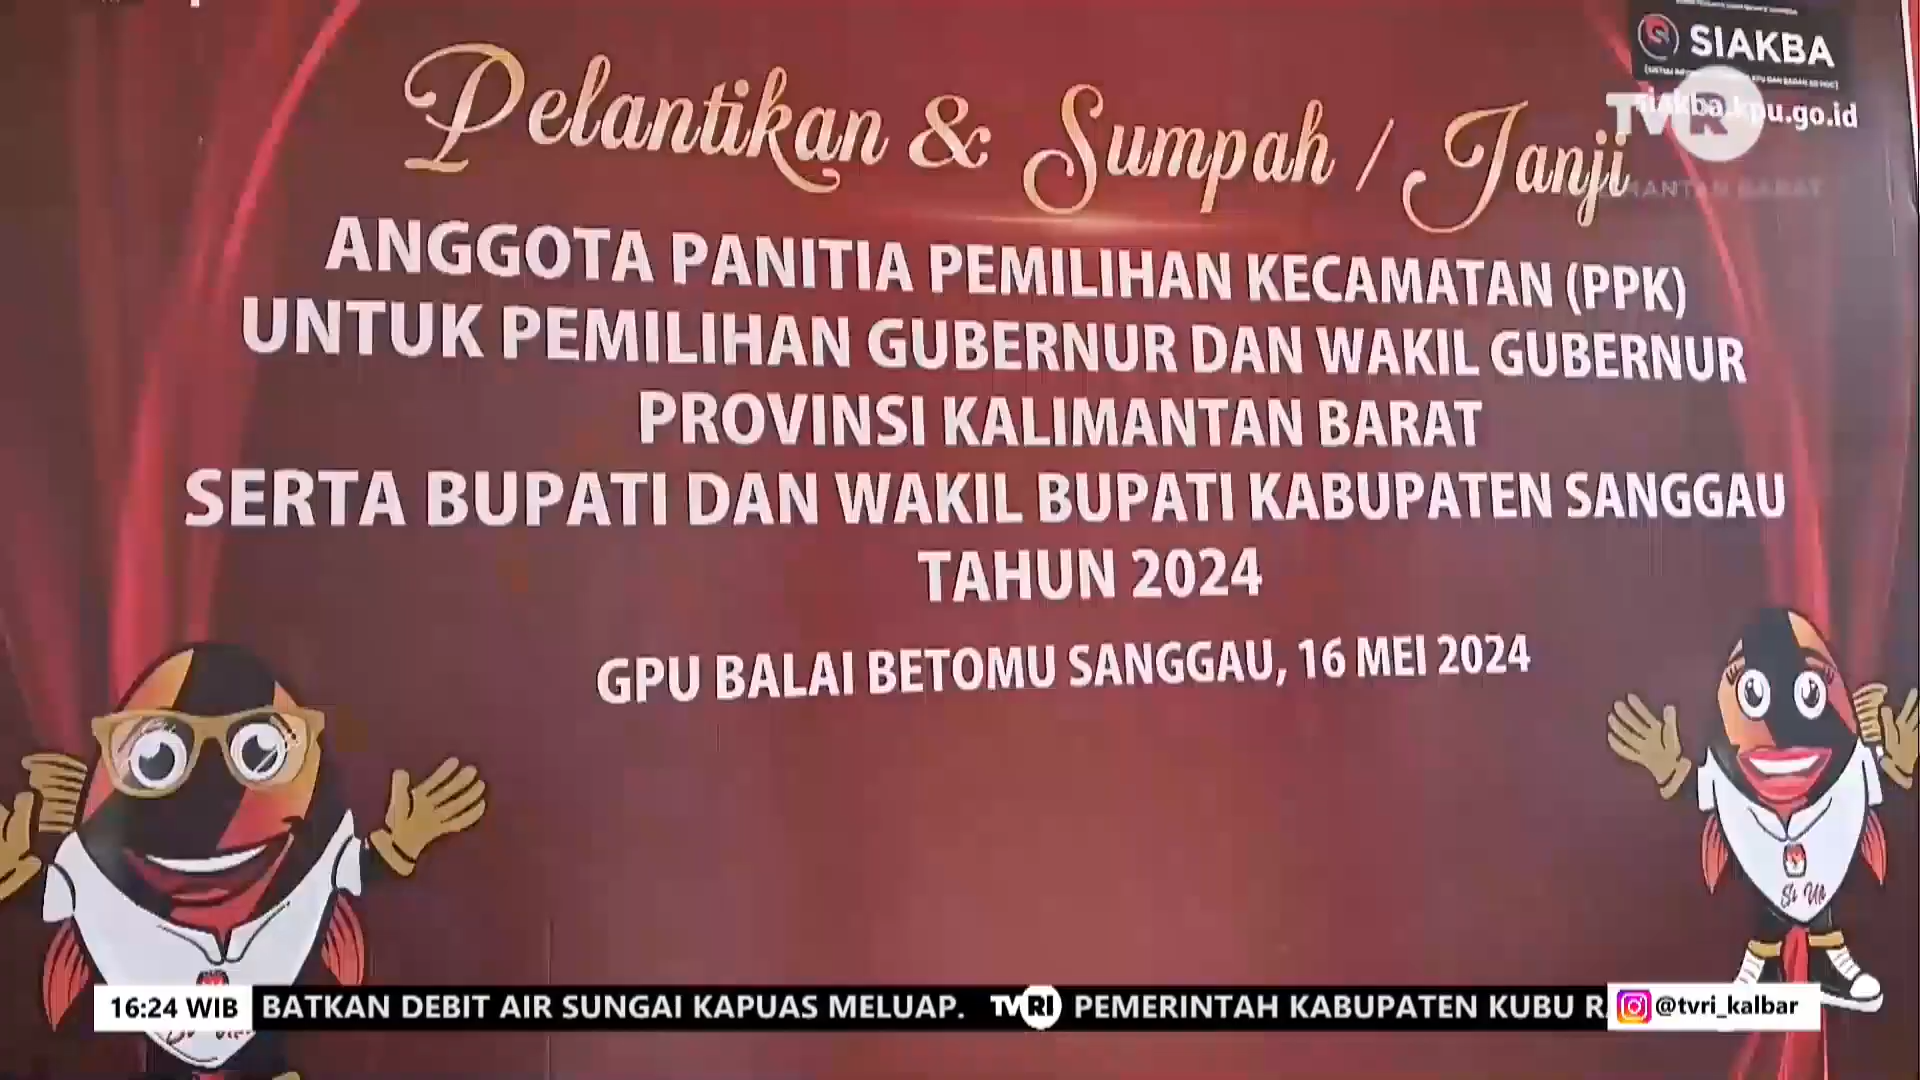 SIAKBA
siakba.kpu.go.id
TVRI
Pelantikan & Sumpah / Janji
ANGGOTA PANITIA PEMILIHAN KECAMATAN (PPK)
UNTUK PEMILIHAN GUBERNUR DAN WAKIL GUBERNUR
PROVINSI KALIMANTAN BARAT
SERTA BUPATI DAN WAKIL BUPATI KABUPATEN SANGGAU
TAHUN 2024
GPU BALAI BETOMU SANGGAU, 16 MEI 2024
16:24 WIB
BATKAN DEBIT AIR SUNGAI KAPUAS MELUAP. TVRI PEMERINTAH KABUPATEN KUBU
@tvri_kalbar